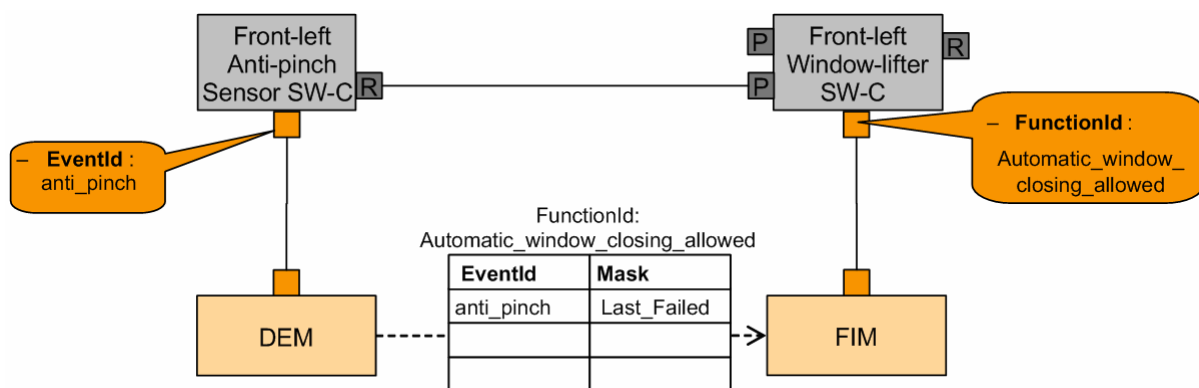 Front-left
Anti-pinch
Sensor SW-C
R
P
P
Front-left
Window-lifter
SW-C
R
– EventId :
anti_pinch
– FunctionId :
Automatic_window_
closing_allowed
FunctionId:
Automatic_window_closing_allowed
EventId Mask
anti_pinch Last_Failed
DEM
FIM